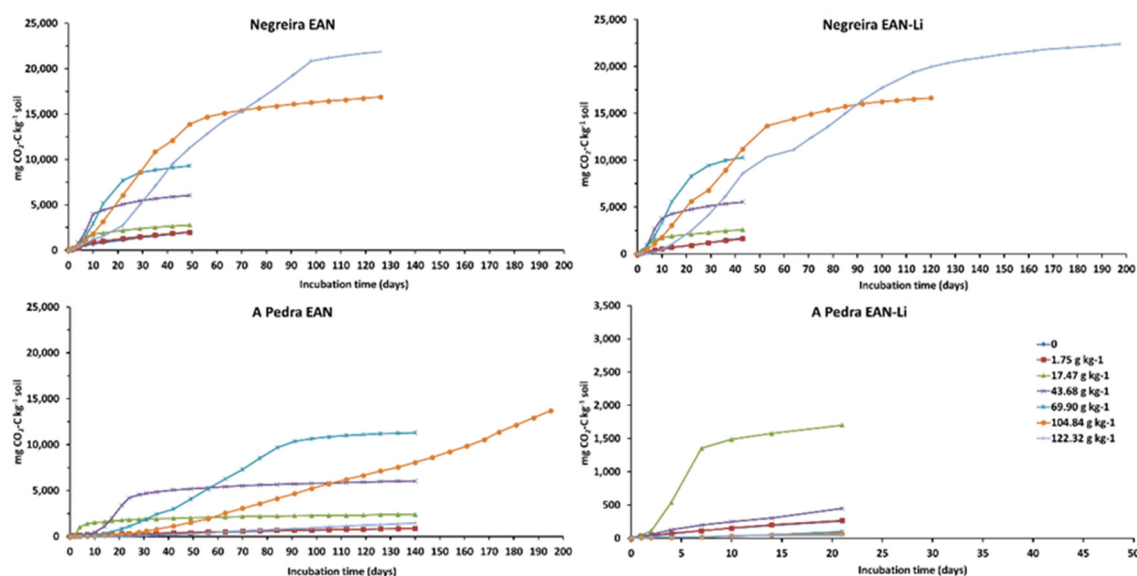 Negreira EAN
25,000
20,000
15,000
10,000
5,000
0
mg CO₂-C kg⁻¹ soil
0 10 20 30 40 50 60 70 80 90 100 110 120 130 140 150 160 170 180 190 200
Incubation time (days)
Negreira EAN-Li
25,000
20,000
15,000
10,000
5,000
0
mg CO₂-C kg⁻¹ soil
0 10 20 30 40 50 60 70 80 90 100 110 120 130 140 150 160 170 180 190 200
Incubation time (days)
A Pedra EAN
25,000
20,000
15,000
10,000
5,000
0
mg CO₂-C kg⁻¹ soil
0 10 20 30 40 50 60 70 80 90 100 110 120 130 140 150 160 170 180 190 200
Incubation time (days)
A Pedra EAN-Li
3,500
3,000
2,500
2,000
1,500
1,000
500
0
mg CO₂-C kg⁻¹ soil
0 5 10 15 20 25 30 35 40 45 50
Incubation time (days)
0
1.75 g kg-1
17.47 g kg-1
43.68 g kg-1
69.90 g kg-1
104.84 g kg-1
122.32 g kg-1